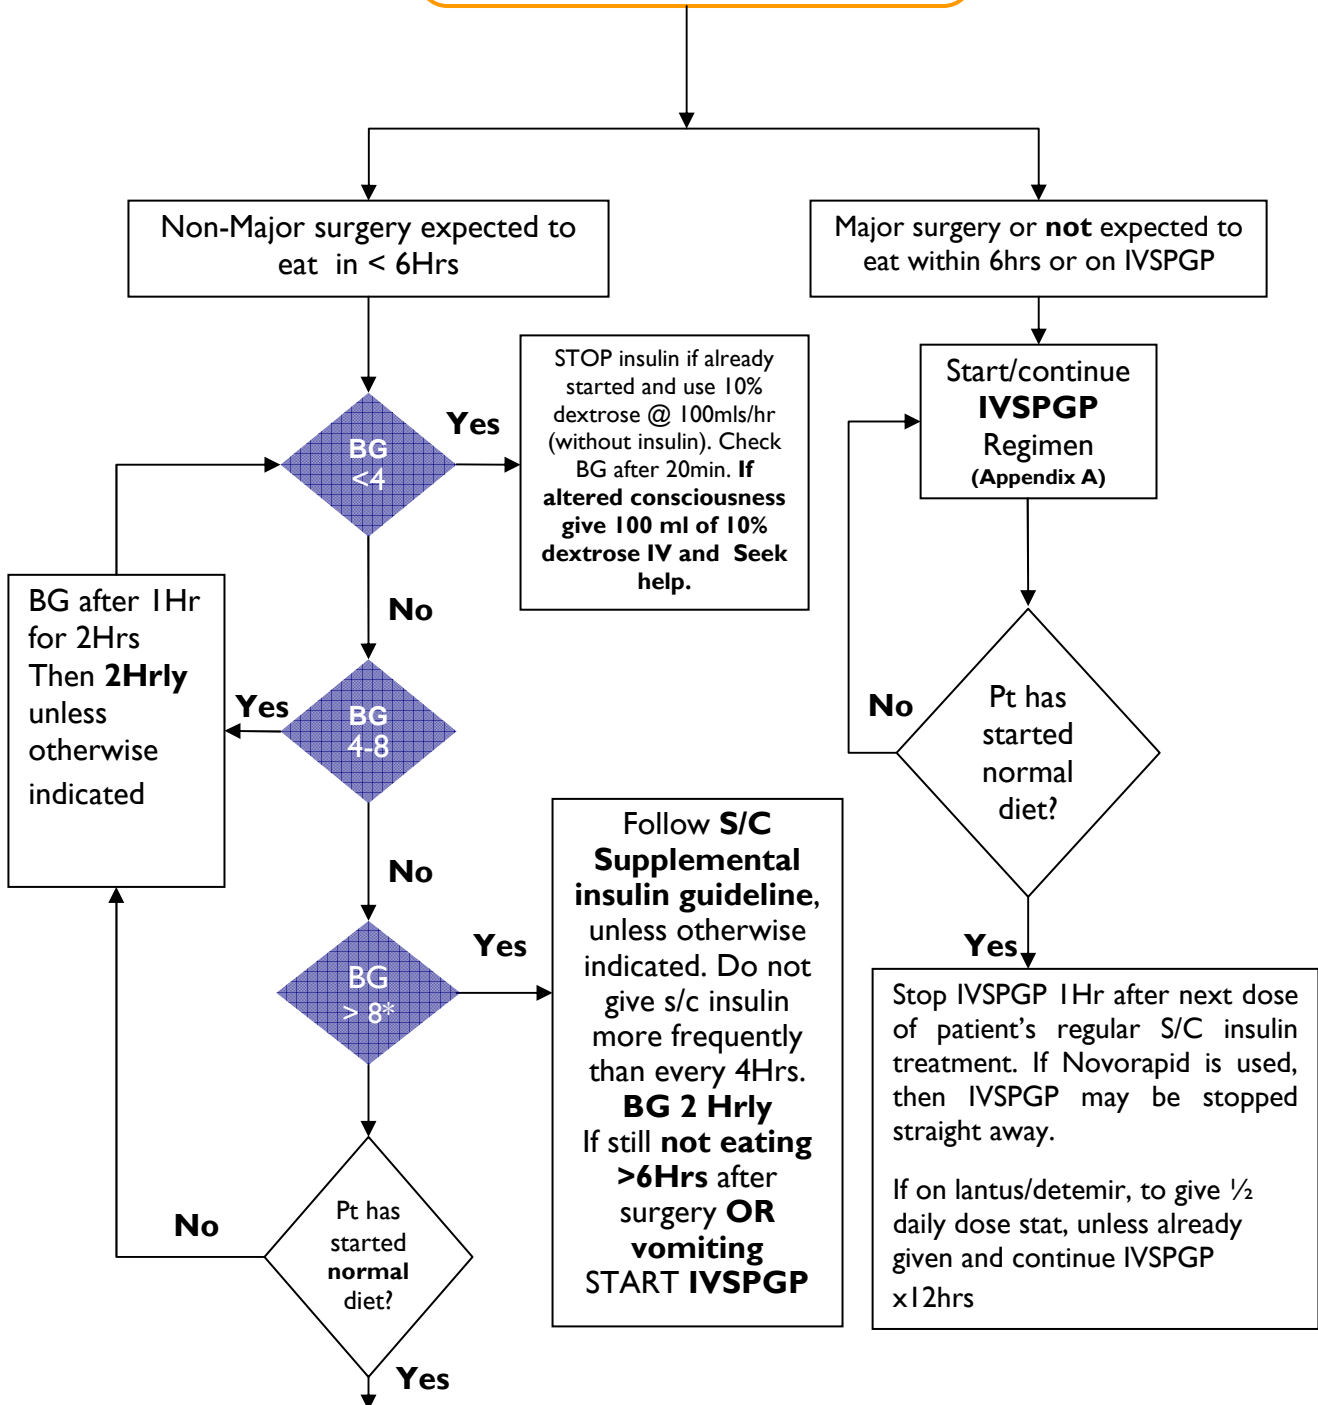 Non-Major surgery expected to
eat in < 6Hrs
Major surgery or not expected to
eat within 6hrs or on IVSPGP
BG
<4
Yes
STOP insulin if already
started and use 10%
dextrose @ 100mls/hr
(without insulin). Check
BG after 20min. If
altered consciousness
give 100 ml of 10%
dextrose IV and Seek
help.
Start/continue
IVSPGP
Regimen
(Appendix A)
No
BG after 1Hr
for 2Hrs
Then 2Hrly
unless
otherwise
indicated
Yes
BG
4-8
No
Pt has
started
normal
diet?
No
BG
> 8*
Yes
Follow S/C
Supplemental
insulin guideline,
unless otherwise
indicated. Do not
give s/c insulin
more frequently
than every 4Hrs.
BG 2 Hrly
If still not eating
>6Hrs after
surgery OR
vomiting
START IVSPGP
Yes
Stop IVSPGP 1Hr after next dose
of patient's regular S/C insulin
treatment. If Novorapid is used,
then IVSPGP may be stopped
straight away.
If on lantus/detemir, to give ½
daily dose stat, unless already
given and continue IVSPGP
x12hrs
No
Pt has
started
normal
diet?
Yes